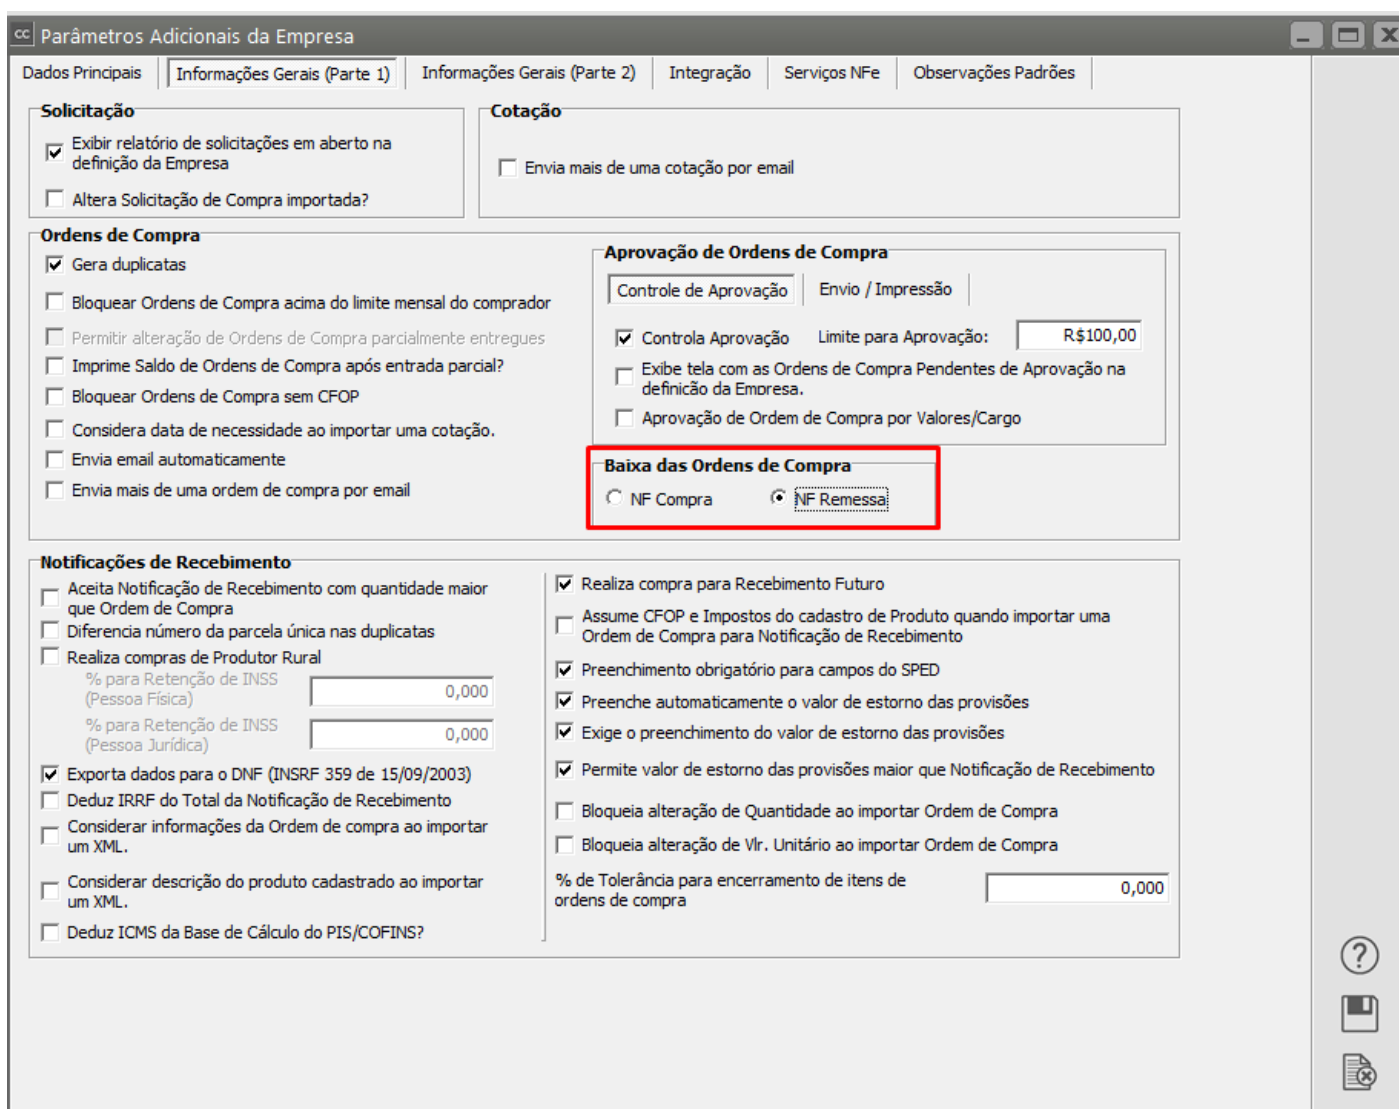 cc Parâmetros Adicionais da Empresa
Dados Principais
Informações Gerais (Parte 1)
Informações Gerais (Parte 2)
Integração
Serviços NFe
Observações Padrões
Solicitação
Exibir relatório de solicitações em aberto na
definição da Empresa
Altera Solicitação de Compra importada?
Cotação
Envia mais de uma cotação por email
Ordens de Compra
Gera duplicatas
Bloquear Ordens de Compra acima do limite mensal do comprador
Permitir alteração de Ordens de Compra parcialmente entregues
Imprime Saldo de Ordens de Compra após entrada parcial?
Bloquear Ordens de Compra sem CFOP
Considera data de necessidade ao importar uma cotação.
Envia email automaticamente
Envia mais de uma ordem de compra por email
Aprovação de Ordens de Compra
Controle de Aprovação
Envio / Impressão
Controla Aprovação
Limite para Aprovação:
R$100,00
Exibe tela com as Ordens de Compra Pendentes de Aprovação na
definicão da Empresa.
Aprovação de Ordem de Compra por Valores/Cargo
Baixa das Ordens de Compra
NF Compra
NF Remessa
Notificações de Recebimento
Aceita Notificação de Recebimento com quantidade maior
que Ordem de Compra
Diferencia número da parcela única nas duplicatas
Realiza compras de Produtor Rural
% para Retenção de INSS
(Pessoa Física)
0,000
% para Retenção de INSS
(Pessoa Jurídica)
0,000
Exporta dados para o DNF (INSRF 359 de 15/09/2003)
Deduz IRRF do Total da Notificação de Recebimento
Considerar informações da Ordem de compra ao importar
um XML.
Considerar descrição do produto cadastrado ao importar
um XML.
Deduz ICMS da Base de Cálculo do PIS/COFINS?
Realiza compra para Recebimento Futuro
Assume CFOP e Impostos do cadastro de Produto quando importar uma
Ordem de Compra para Notificação de Recebimento
Preenchimento obrigatório para campos do SPED
Preenche automaticamente o valor de estorno das provisões
Exige o preenchimento do valor de estorno das provisões
Permite valor de estorno das provisões maior que Notificação de Recebimento
Bloqueia alteração de Quantidade ao importar Ordem de Compra
Bloqueia alteração de Vlr. Unitário ao importar Ordem de Compra
% de Tolerância para encerramento de itens de
ordens de compra
0,000